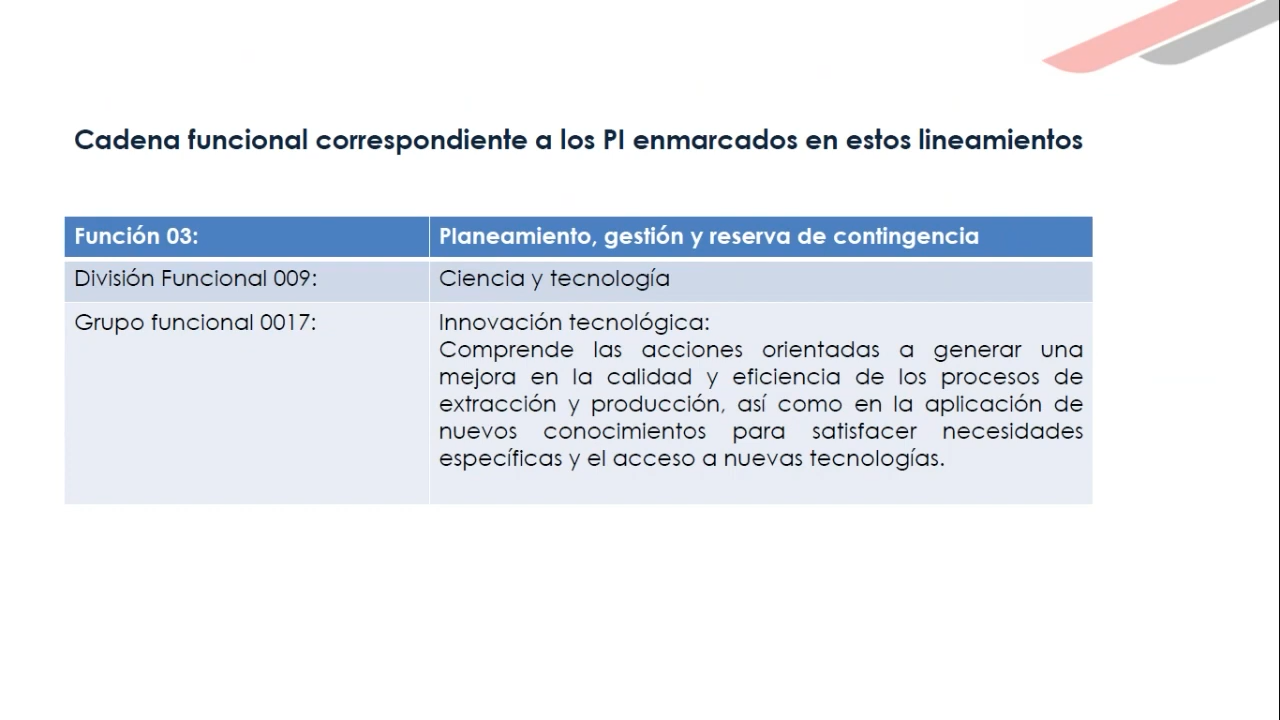 Cadena funcional correspondiente a los PI enmarcados en estos lineamientos
Función 03:
Planeamiento, gestión y reserva de contingencia
División Funcional 009:
Ciencia y tecnología
Grupo funcional 0017:
Innovación tecnológica:
Comprende las acciones orientadas a generar una
mejora en la calidad y eficiencia de los procesos de
extracción y producción, así como en la aplicación de
nuevos conocimientos para satisfacer necesidades
específicas y el acceso a nuevas tecnologías.